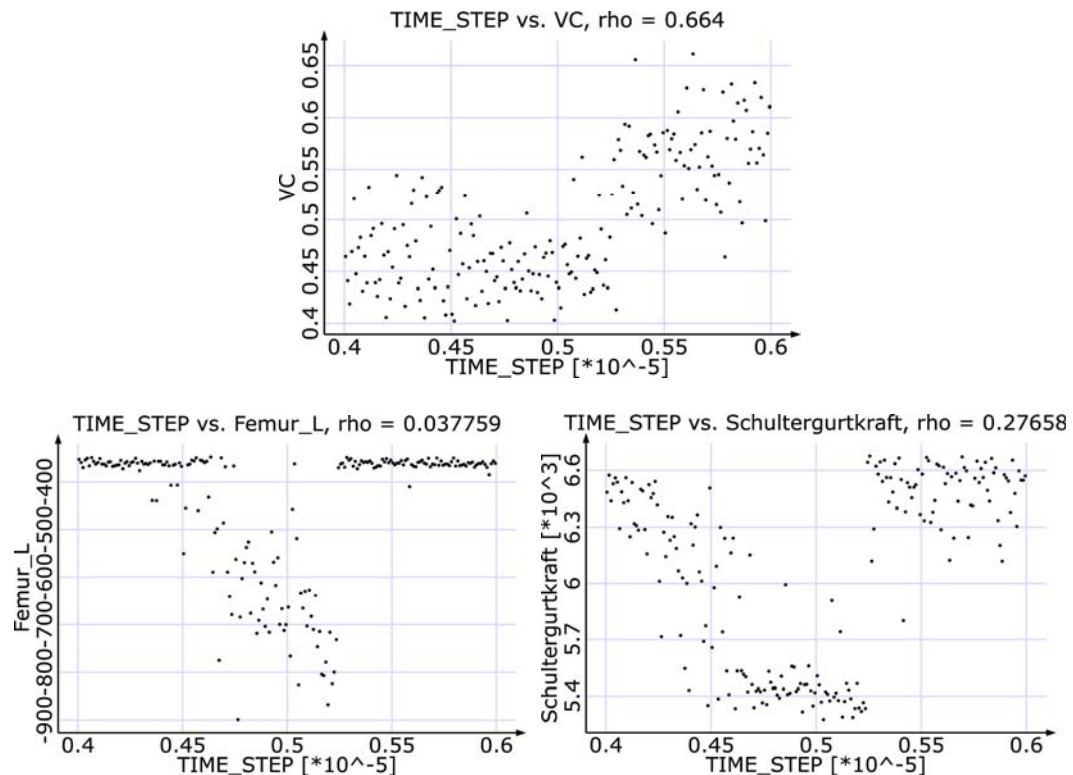 TIME_STEP vs. VC, rho = 0.664
VC
0.65
0.6
0.55
0.5
0.45
0.4
0.4 0.45 0.5 0.55 0.6
TIME_STEP [*10^-5]
TIME_STEP vs. Femur_L, rho = 0.037759
Femur_L
-900-800-700-600-500-400
0.4 0.45 0.5 0.55 0.6
TIME_STEP [*10^-5]
TIME_STEP vs. Schultergurtkraft, rho = 0.27658
Schultergurtkraft [*10^3]
6.6
6.3
6
5.7
5.4
0.4 0.45 0.5 0.55 0.6
TIME_STEP [*10^-5]